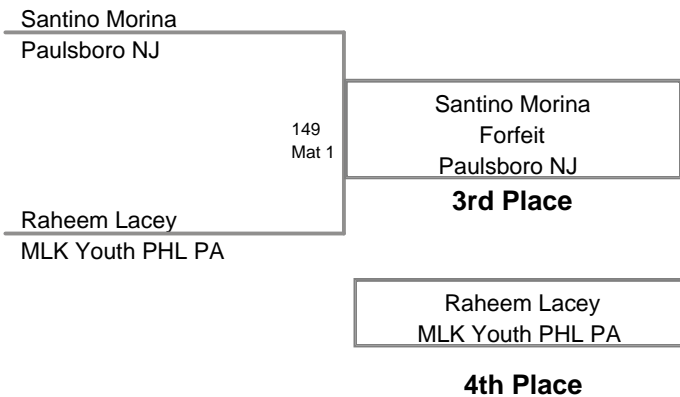 Santino Morina
Paulsboro NJ
149
Mat 1
Santino Morina
Forfeit
Paulsboro NJ
3rd Place
Raheem Lacey
MLK Youth PHL PA
Raheem Lacey
MLK Youth PHL PA
4th Place